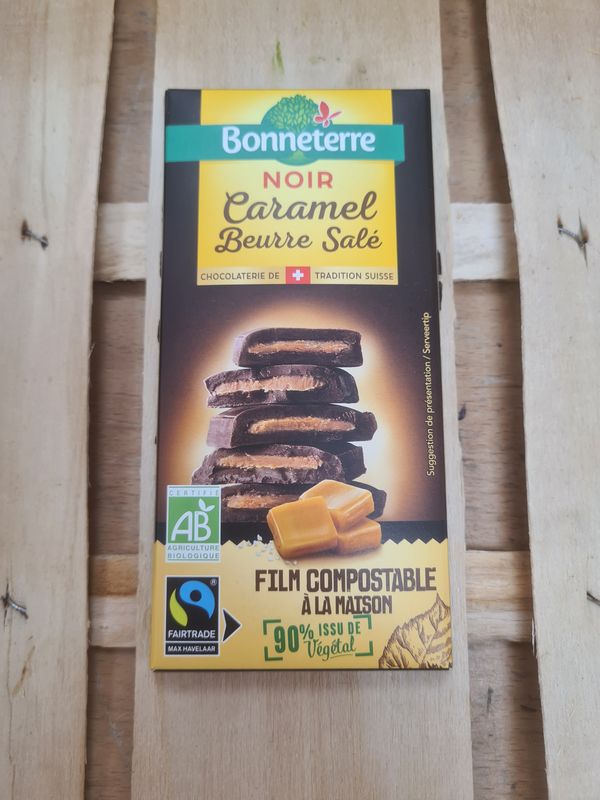 Bonneterre
NOIR
Caramel
Beurre Salé
CHOCOLATERIE DE TRADITION SUISSE
Suggestion de présentation / Serveertip
CERTIFIÉ
AB
AGRICULTURE
BIOLOGIQUE
FILM COMPOSTABLE
À LA MAISON
90% ISSU DE
Végétal
®
FAIRTRADE
MAX HAVELAAR